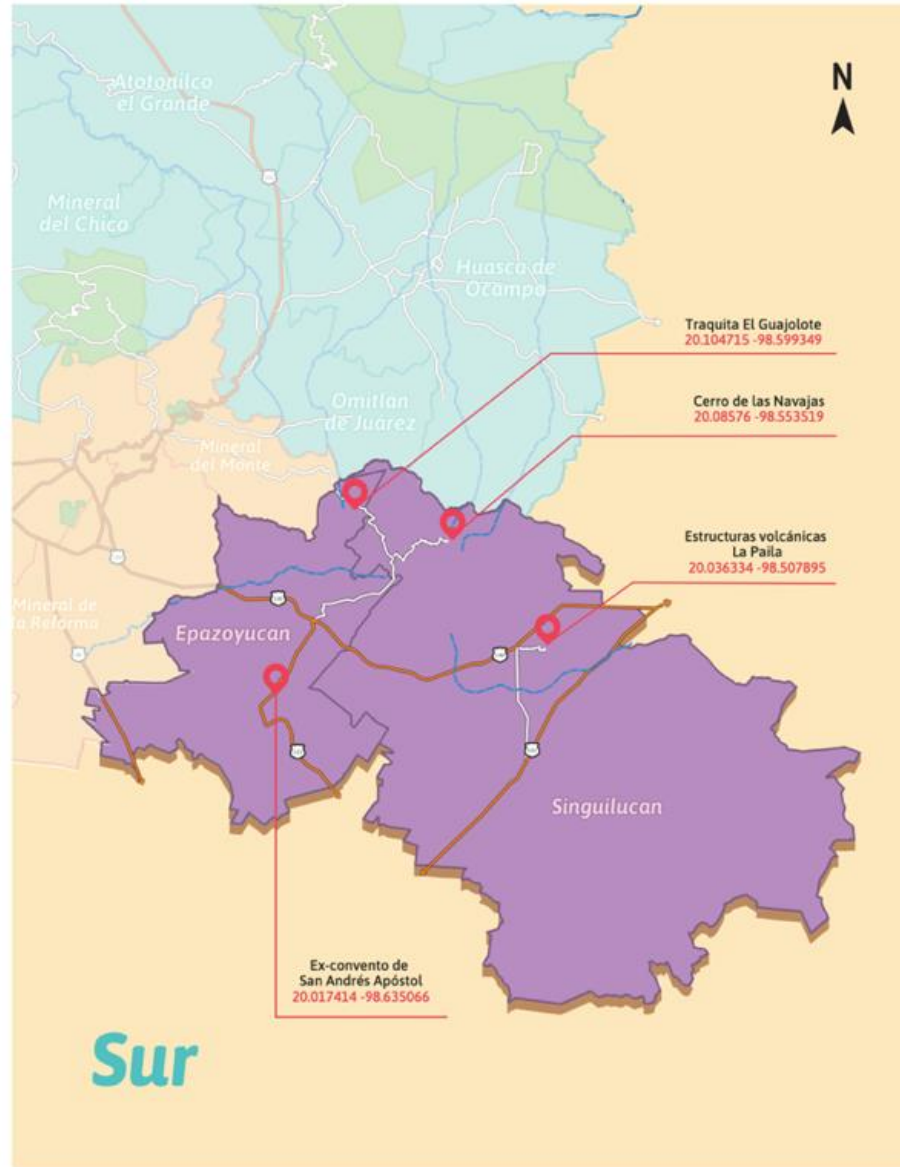 N
Atotonilco
el Grande
Mineral
del Chico
Huasca de
Ocampo
Traquita El Guajolote
20.104715 -98.599349
Cerro de las Navajas
20.08576 -98.553519
Omitlan
de Juárez
Mineral
del Monte
Estructuras volcánicas
La Paila
20.036334 -98.507895
Mineral de
la Reforma
Epazoyucan
Singuilucan
Ex-convento de
San Andrés Apóstol
20.017414 -98.635066
Sur